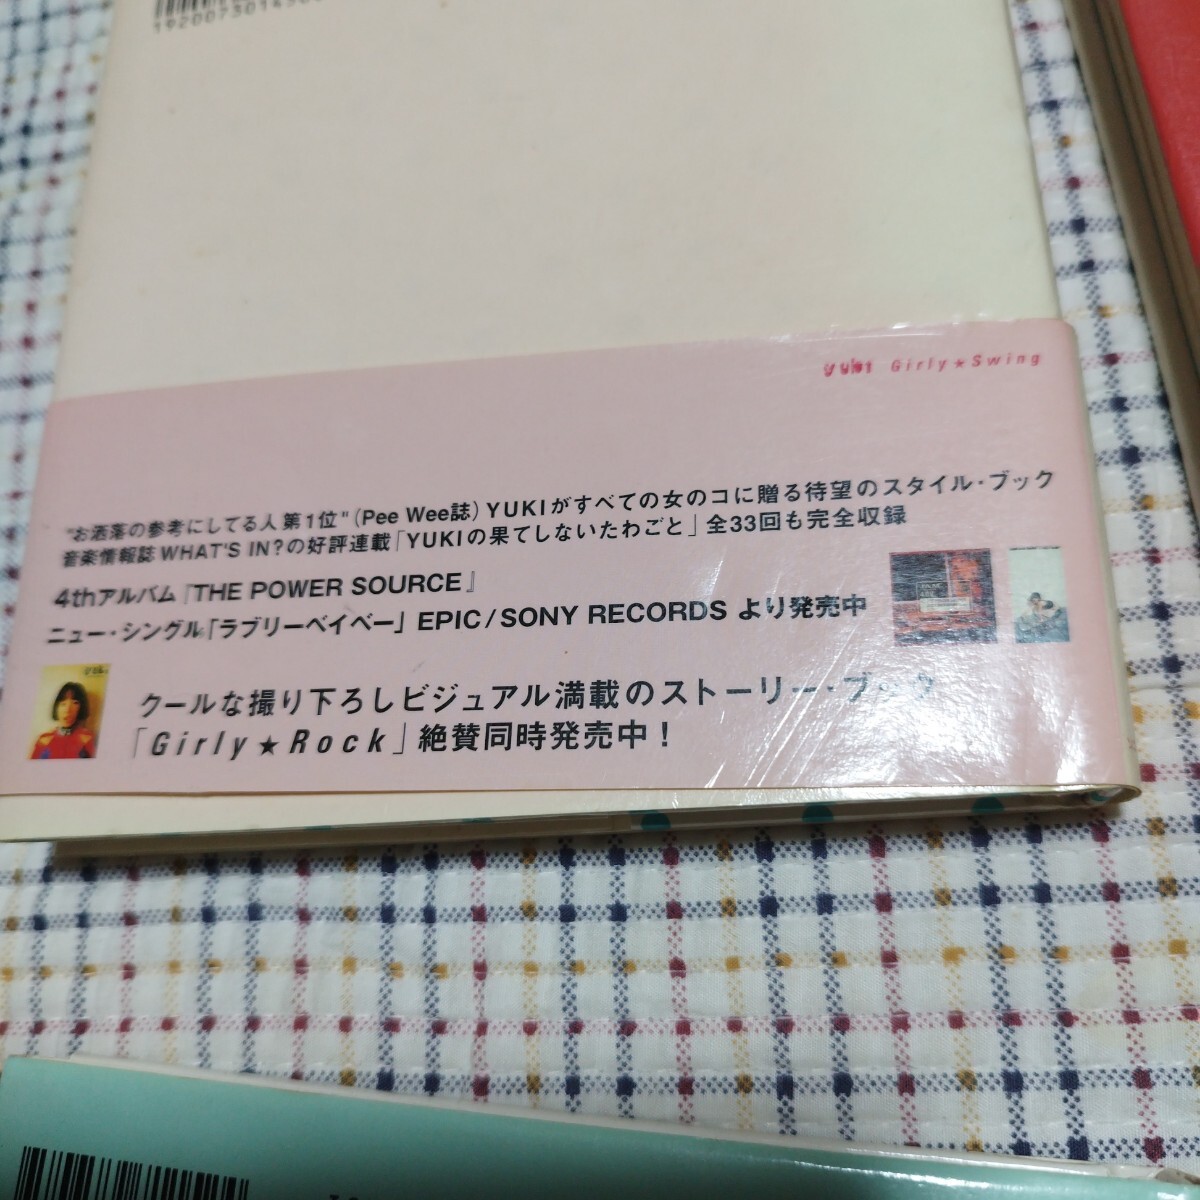 yuki Girly★Swing
"お洒落の参考にしてる人第1位"(Pee Wee誌)YUKIがすべての女のコに贈る待望のスタイル・ブック
音楽情報誌WHAT'S IN?の好評連載「YUKIの果てしないたわごと」全33回も完全収録
4thアルバム『THE POWER SOURCE』
ニュー・シングル「ラブリーベイベー」EPIC/SONY RECORDS より発売中
クールな撮り下ろしビジュアル満載のストーリー・ブック
「Girly★Rock」絶賛同時発売中!